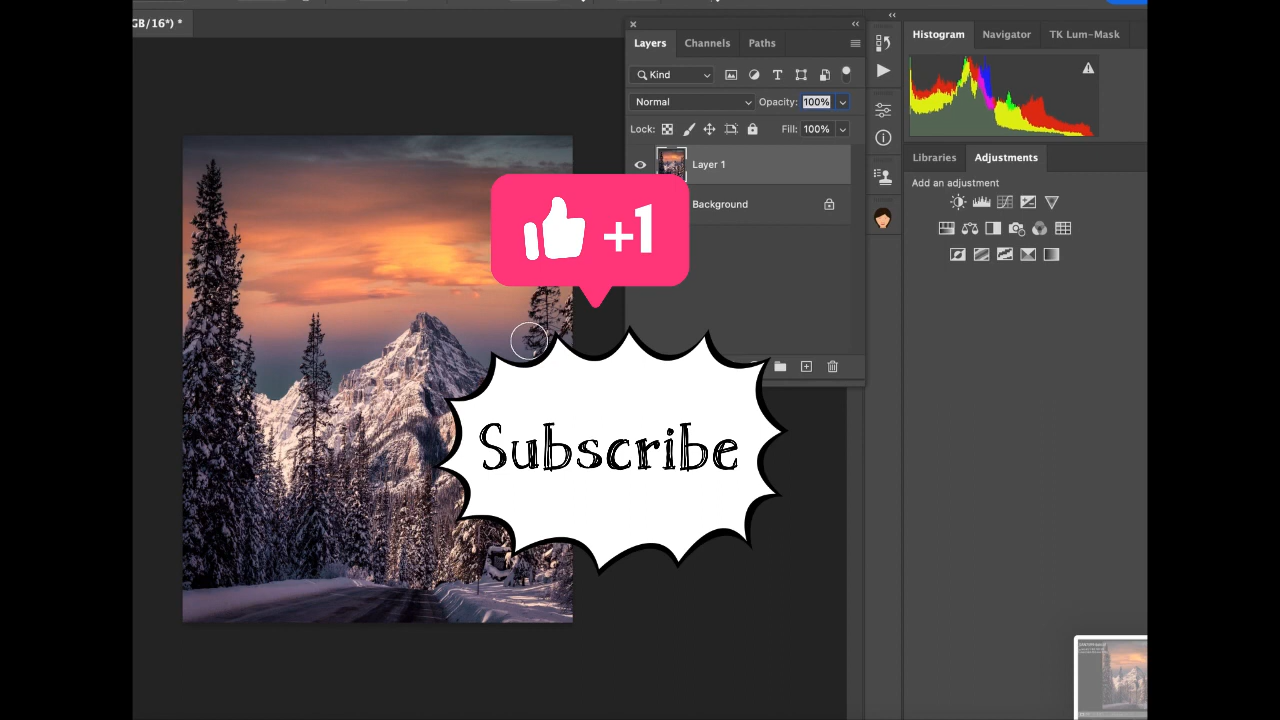 GB/16*) *
Layers Channels Paths
Kind
Normal Opacity: 100%
Lock: Fill: 100%
Layer 1
Background
+1
Subscribe
Histogram Navigator TK Lum-Mask
Libraries Adjustments
Add an adjustment